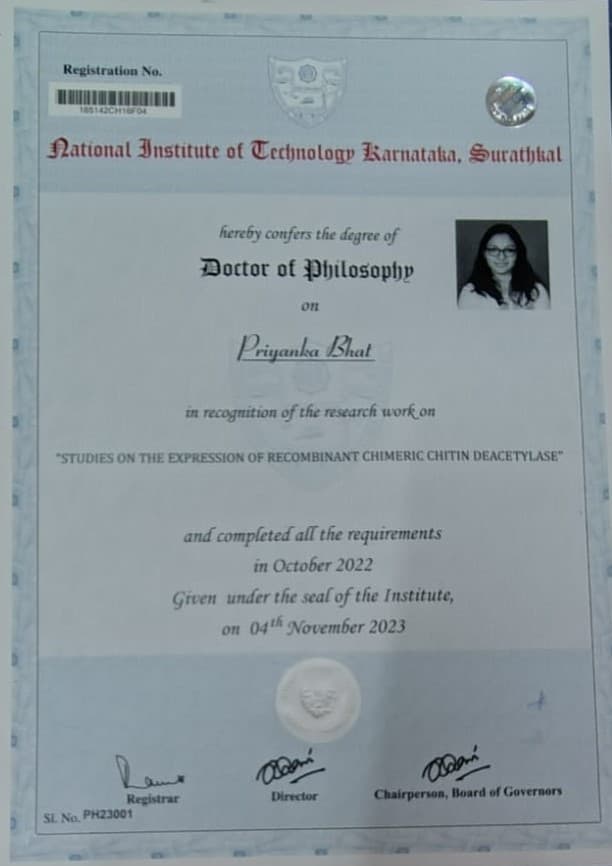 Registration No.
165142CH16F04
National Institute of Technology Karnataka, Surathkal
hereby confers the degree of
Doctor of Philosophy
on
Priyanka Bhat
in recognition of the research work on
"STUDIES ON THE EXPRESSION OF RECOMBINANT CHIMERIC CHITIN DEACETYLASE"
and completed all the requirements
in October 2022
Given under the seal of the Institute,
on 04th November 2023
Registrar
Director
Chairperson, Board of Governors
Sl. No. PH23001